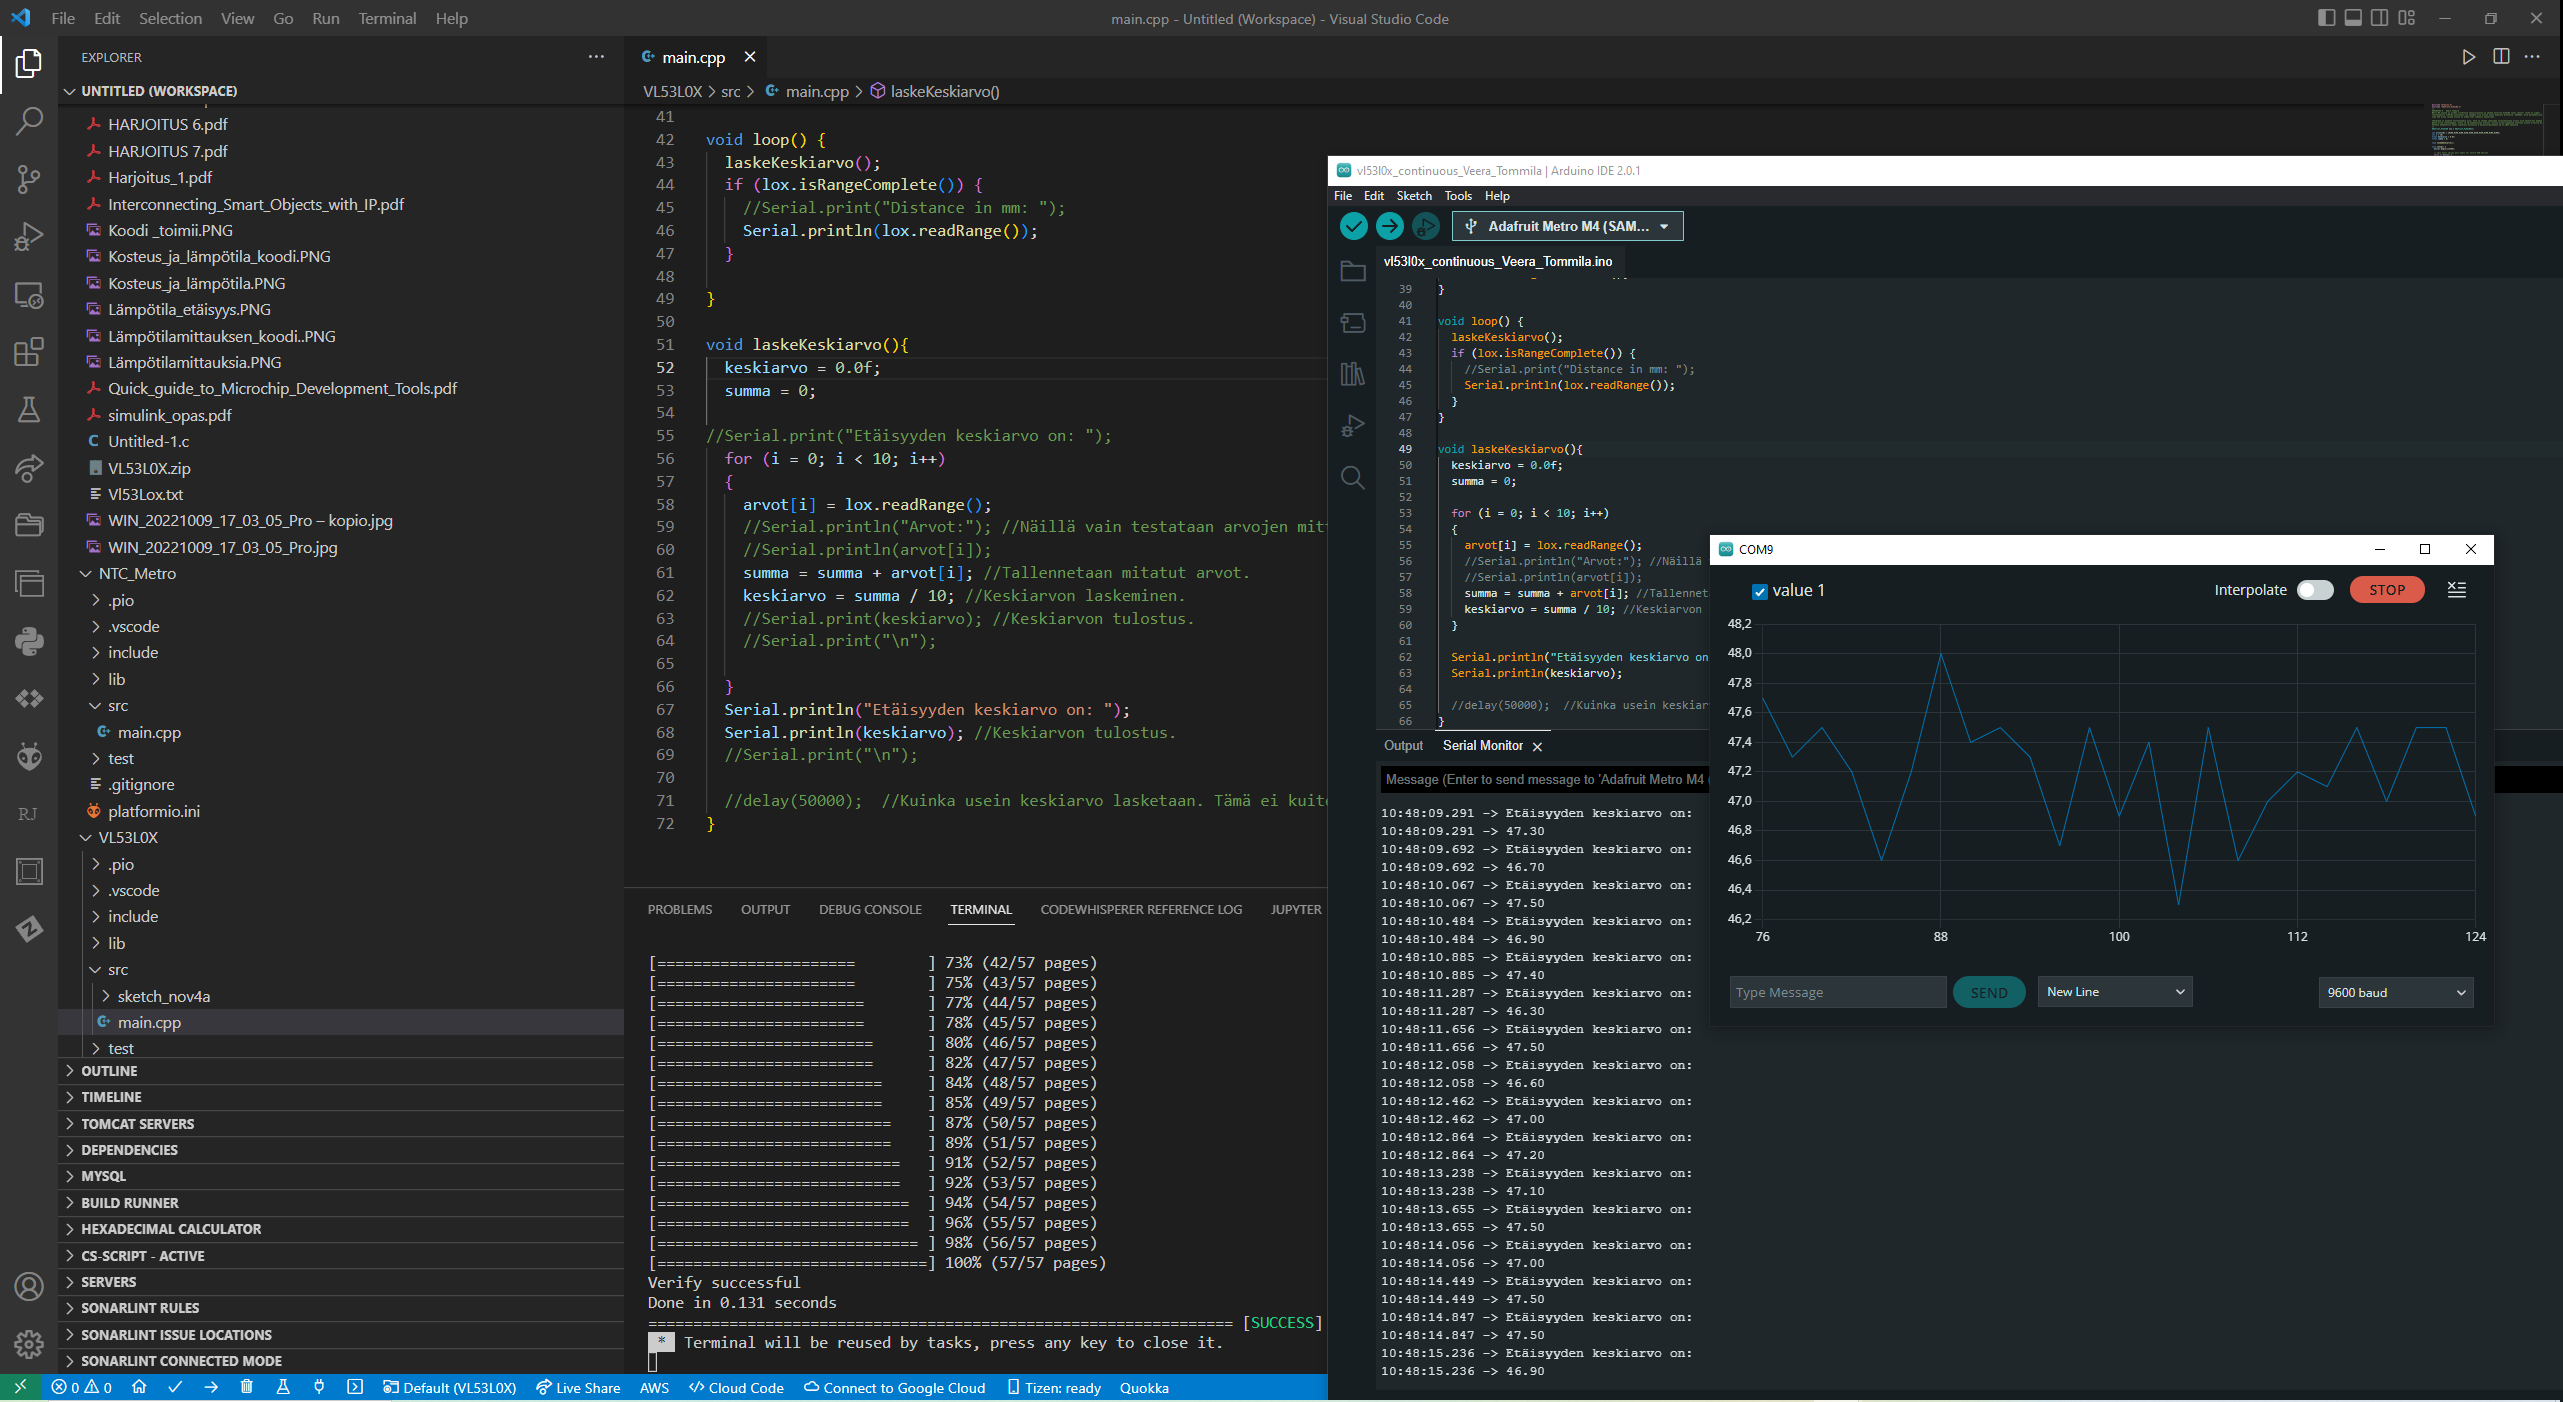 File Edit Selection View Go Run Terminal Help
main.cpp - Untitled (Workspace) - Visual Studio Code
EXPLORER
UNTITLED (WORKSPACE)
HARJOITUS 6.pdf
HARJOITUS 7.pdf
Harjoitus_1.pdf
Interconnecting_Smart_Objects_with_IP.pdf
Koodi _toimii.PNG
Kosteus_ja_lämpötila_koodi.PNG
Kosteus_ja_lämpötila.PNG
Lämpötila_etäisyys.PNG
Lämpötilamittauksen_koodi..PNG
Lämpötilamittauksia.PNG
Quick_guide_to_Microchip_Development_Tools.pdf
simulink_opas.pdf
C Untitled-1.c
VL53L0X.zip
Vl53Lox.txt
WIN_20221009_17_03_05_Pro – kopio.jpg
WIN_20221009_17_03_05_Pro.jpg
NTC_Metro
.pio
.vscode
include
lib
src
main.cpp
test
.gitignore
platformio.ini
VL53L0X
.pio
.vscode
include
lib
src
sketch_nov4a
main.cpp
test
OUTLINE
TIMELINE
TOMCAT SERVERS
DEPENDENCIES
MYSQL
BUILD RUNNER
HEXADECIMAL CALCULATOR
CS-SCRIPT - ACTIVE
SERVERS
SONARLINT RULES
SONARLINT ISSUE LOCATIONS
SONARLINT CONNECTED MODE
RJ
main.cpp
VL53L0X > src > main.cpp > laskeKeskiarvo()
41
42 void loop() {
43 laskeKeskiarvo();
44 if (lox.isRangeComplete()) {
45 //Serial.print("Distance in mm: ");
46 Serial.println(lox.readRange());
47 }
48
49 }
50
51 void laskeKeskiarvo(){
52 keskiarvo = 0.0f;
53 summa = 0;
54
55 //Serial.print("Etäisyyden keskiarvo on: ");
56 for (i = 0; i < 10; i++)
57 {
58 arvot[i] = lox.readRange();
59 //Serial.println("Arvot:"); //Näillä vain testataan arvojen mit
60 //Serial.println(arvot[i]);
61 summa = summa + arvot[i]; //Tallennetaan mitatut arvot.
62 keskiarvo = summa / 10; //Keskiarvon laskeminen.
63 //Serial.print(keskiarvo); //Keskiarvon tulostus.
64 //Serial.print("\n");
65
66 }
67 Serial.println("Etäisyyden keskiarvo on: ");
68 Serial.println(keskiarvo); //Keskiarvon tulostus.
69 //Serial.print("\n");
70
71 //delay(50000); //Kuinka usein keskiarvo lasketaan. Tämä ei kuit
72 }
PROBLEMS OUTPUT DEBUG CONSOLE TERMINAL CODEWHISPERER REFERENCE LOG JUPYTER
[====================== ] 73% (42/57 pages)
[====================== ] 75% (43/57 pages)
[======================= ] 77% (44/57 pages)
[======================= ] 78% (45/57 pages)
[======================== ] 80% (46/57 pages)
[======================== ] 82% (47/57 pages)
[========================= ] 84% (48/57 pages)
[========================= ] 85% (49/57 pages)
[========================== ] 87% (50/57 pages)
[========================== ] 89% (51/57 pages)
[=========================== ] 91% (52/57 pages)
[=========================== ] 92% (53/57 pages)
[============================ ] 94% (54/57 pages)
[============================ ] 96% (55/57 pages)
[============================= ] 98% (56/57 pages)
[==============================] 100% (57/57 pages)
Verify successful
Done in 0.131 seconds
================================================================= [SUCCESS]
* Terminal will be reused by tasks, press any key to close it.
0 0 Default (VL53L0X) Live Share AWS Cloud Code Connect to Google Cloud Tizen: ready Quokka
vl53l0x_continuous_Veera_Tommila | Arduino IDE 2.0.1
File Edit Sketch Tools Help
Adafruit Metro M4 (SAM...
vl53l0x_continuous_Veera_Tommila.ino
39 }
40
41 void loop() {
42 laskeKeskiarvo();
43 if (lox.isRangeComplete()) {
44 //Serial.print("Distance in mm: ");
45 Serial.println(lox.readRange());
46 }
47 }
48
49 void laskeKeskiarvo(){
50 keskiarvo = 0.0f;
51 summa = 0;
52
53 for (i = 0; i < 10; i++)
54 {
55 arvot[i] = lox.readRange();
56 //Serial.println("Arvot:"); //Näillä
57 //Serial.println(arvot[i]);
58 summa = summa + arvot[i]; //Tallennet
59 keskiarvo = summa / 10; //Keskiarvon
60 }
61
62 Serial.println("Etäisyyden keskiarvo on
63 Serial.println(keskiarvo);
64
65 //delay(50000); //Kuinka usein keskiar
66 }
Output Serial Monitor
Message (Enter to send message to 'Adafruit Metro M4 (
10:48:09.291 -> Etäisyyden keskiarvo on:
10:48:09.291 -> 47.30
10:48:09.692 -> Etäisyyden keskiarvo on:
10:48:09.692 -> 46.70
10:48:10.067 -> Etäisyyden keskiarvo on:
10:48:10.067 -> 47.50
10:48:10.484 -> Etäisyyden keskiarvo on:
10:48:10.484 -> 46.90
10:48:10.885 -> Etäisyyden keskiarvo on:
10:48:10.885 -> 47.40
10:48:11.287 -> Etäisyyden keskiarvo on:
10:48:11.287 -> 46.30
10:48:11.656 -> Etäisyyden keskiarvo on:
10:48:11.656 -> 47.50
10:48:12.058 -> Etäisyyden keskiarvo on:
10:48:12.058 -> 46.60
10:48:12.462 -> Etäisyyden keskiarvo on:
10:48:12.462 -> 47.00
10:48:12.864 -> Etäisyyden keskiarvo on:
10:48:12.864 -> 47.20
10:48:13.238 -> Etäisyyden keskiarvo on:
10:48:13.238 -> 47.10
10:48:13.655 -> Etäisyyden keskiarvo on:
10:48:13.655 -> 47.50
10:48:14.056 -> Etäisyyden keskiarvo on:
10:48:14.056 -> 47.00
10:48:14.449 -> Etäisyyden keskiarvo on:
10:48:14.449 -> 47.50
10:48:14.847 -> Etäisyyden keskiarvo on:
10:48:14.847 -> 47.50
10:48:15.236 -> Etäisyyden keskiarvo on:
10:48:15.236 -> 46.90
COM9
value 1
Interpolate STOP
48,2
48,0
47,8
47,6
47,4
47,2
47,0
46,8
46,6
46,4
46,2
76 88 100 112 124
Type Message SEND New Line 9600 baud